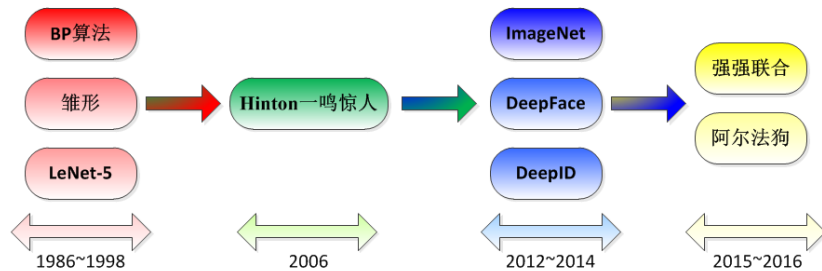 BP算法
雏形
LeNet-5
Hinton一鸣惊人
ImageNet
DeepFace
DeepID
强强联合
阿尔法狗
1986~1998
2006
2012~2014
2015~2016